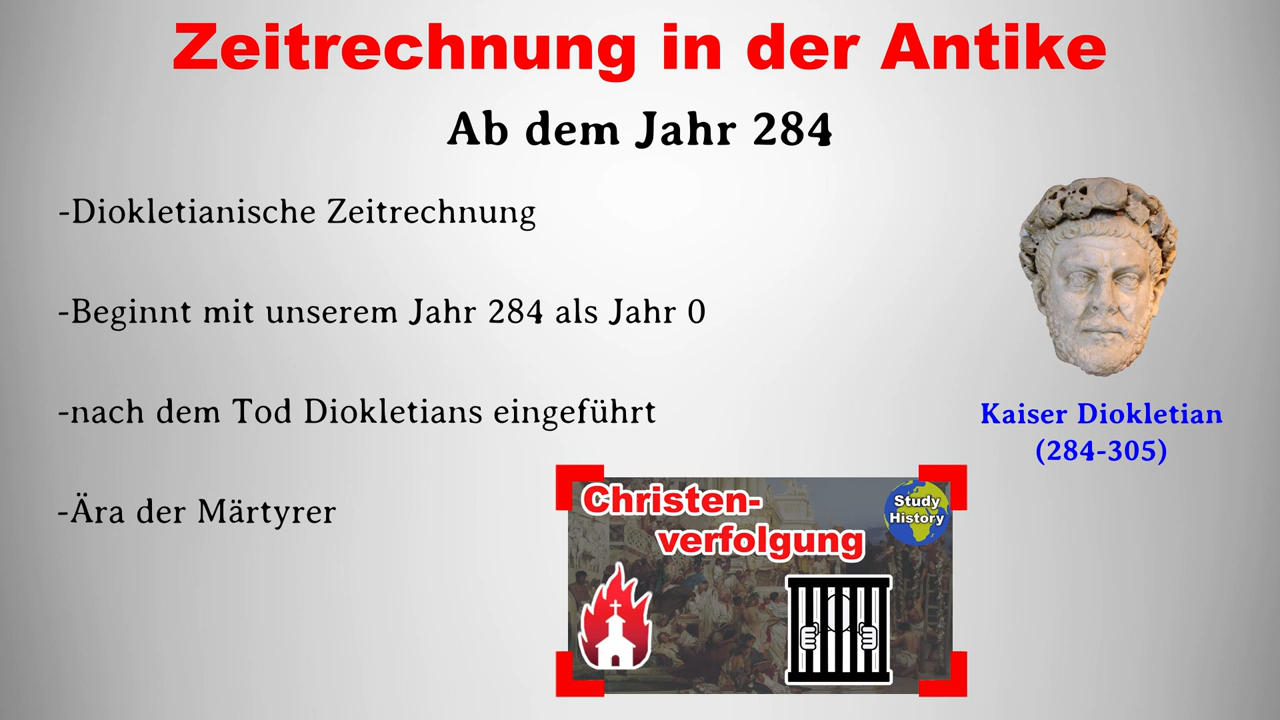 Zeitrechnung in der Antike
Ab dem Jahr 284
-Diokletianische Zeitrechnung
-Beginnt mit unserem Jahr 284 als Jahr 0
-nach dem Tod Diokletians eingeführt
-Ära der Märtyrer
Kaiser Diokletian
(284-305)
Christen-
verfolgung
Study
History